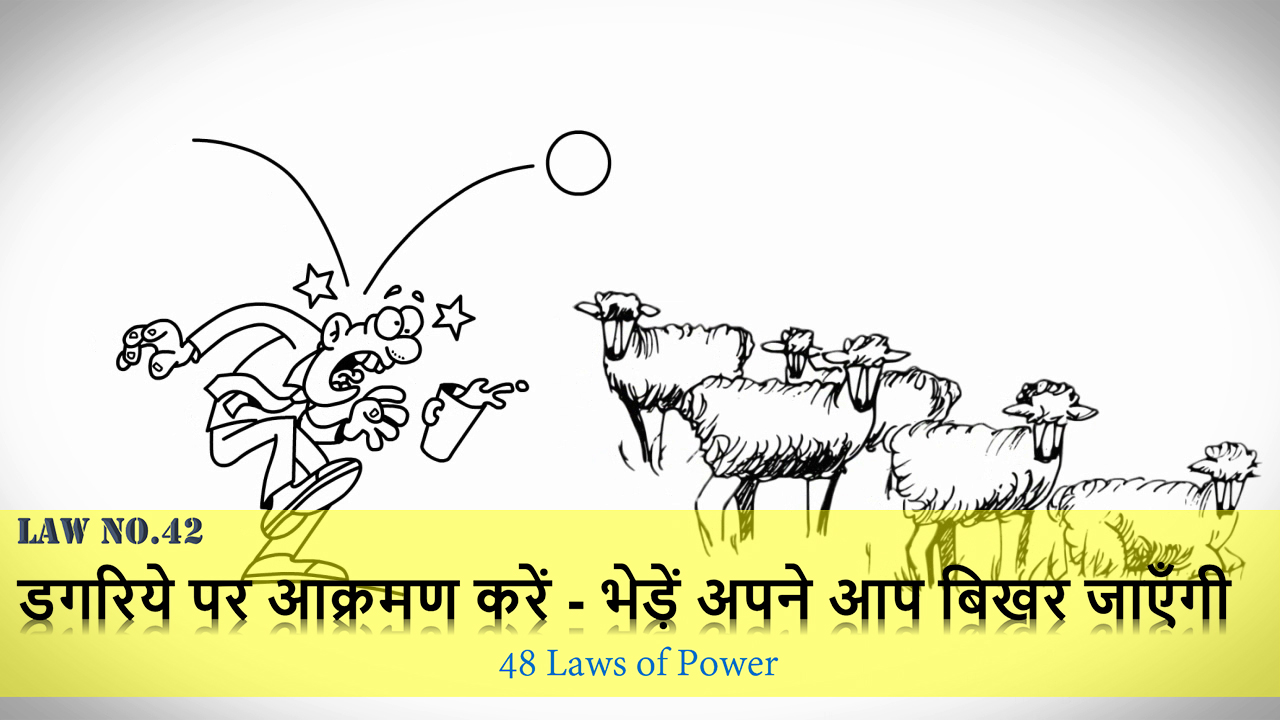 LAW NO.42
डगरिये पर आक्रमण करें - भेड़ें अपने आप बिखर जाएँगी
48 Laws of Power